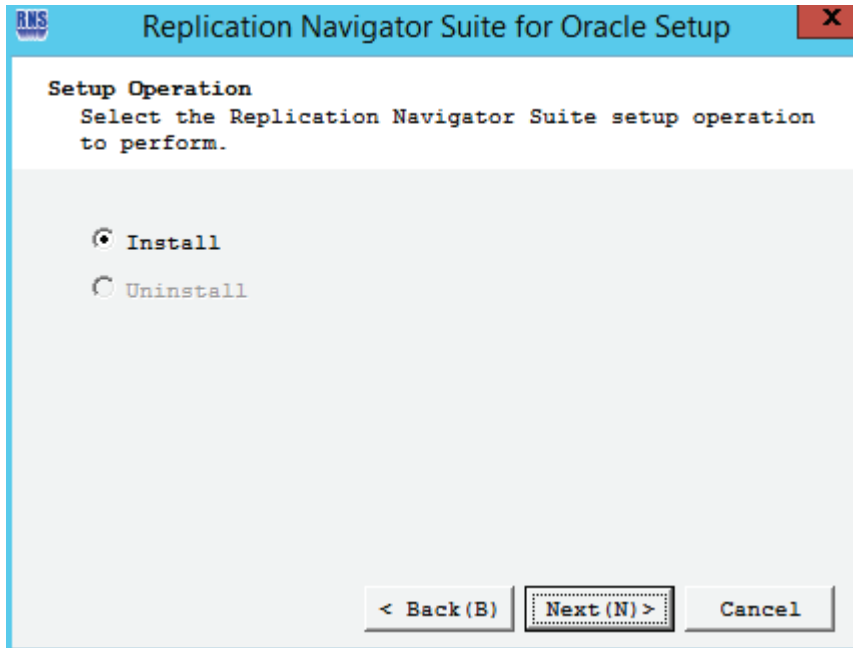 RNS
Replication Navigator Suite for Oracle Setup
x
Setup Operation
Select the Replication Navigator Suite setup operation
to perform.
Install
Uninstall
< Back(B) Next(N)> Cancel